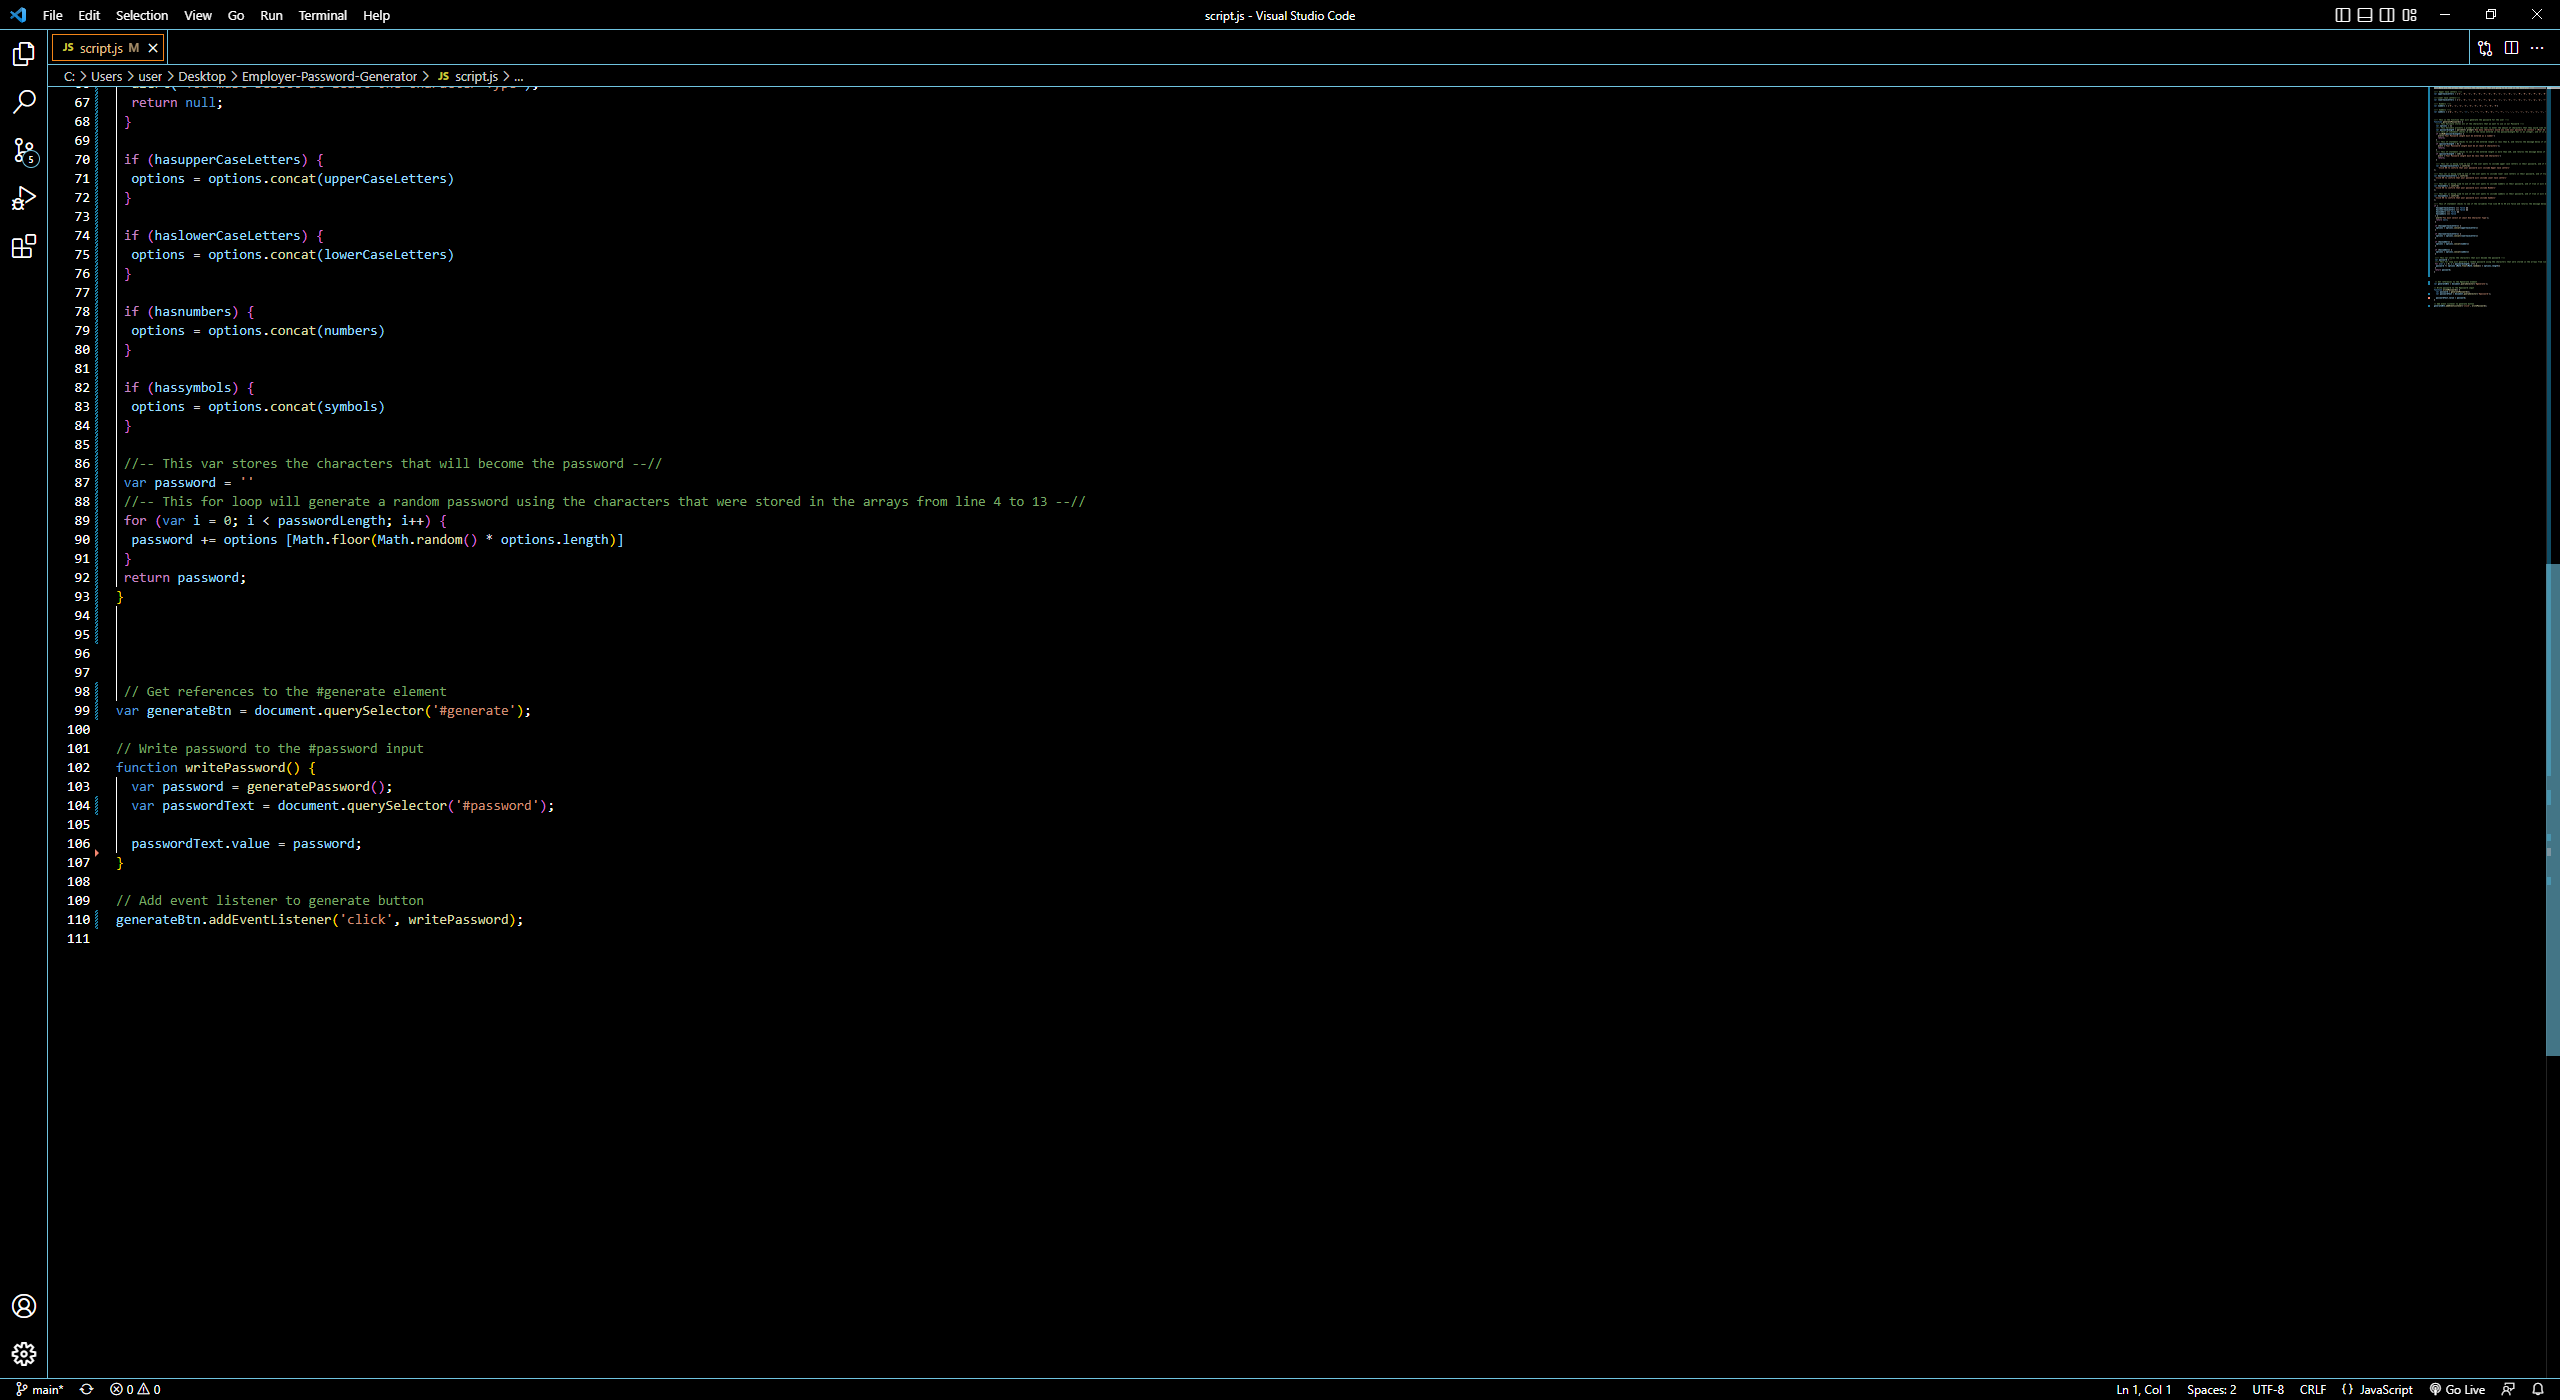 File Edit Selection View Go Run Terminal Help
script.js - Visual Studio Code
JS script.js M
C: > Users > user > Desktop > Employer-Password-Generator > JS script.js > ...
67 return null;
68 }
69
70 if (hasupperCaseLetters) {
71 options = options.concat(upperCaseLetters)
72 }
73
74 if (haslowerCaseLetters) {
75 options = options.concat(lowerCaseLetters)
76 }
77
78 if (hasnumbers) {
79 options = options.concat(numbers)
80 }
81
82 if (hassymbols) {
83 options = options.concat(symbols)
84 }
85
86 //-- This var stores the characters that will become the password --//
87 var password = ''
88 //-- This for loop will generate a random password using the characters that were stored in the arrays from line 4 to 13 --//
89 for (var i = 0; i < passwordLength; i++) {
90 password += options [Math.floor(Math.random() * options.length)]
91 }
92 return password;
93 }
94
95
96
97
98 // Get references to the #generate element
99 var generateBtn = document.querySelector('#generate');
100
101 // Write password to the #password input
102 function writePassword() {
103 var password = generatePassword();
104 var passwordText = document.querySelector('#password');
105
106 passwordText.value = password;
107 }
108
109 // Add event listener to generate button
110 generateBtn.addEventListener('click', writePassword);
111
5
main* 0 0 Ln 1, Col 1 Spaces: 2 UTF-8 CRLF {} JavaScript Go Live